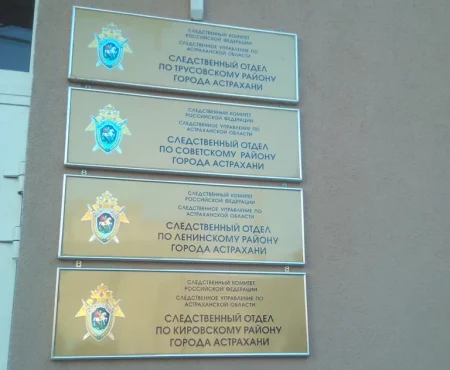 СЛЕДСТВЕННЫЙ КОМИТЕТ
РОССИЙСКОЙ ФЕДЕРАЦИИ
СЛЕДСТВЕННОЕ УПРАВЛЕНИЕ ПО
АСТРАХАНСКОЙ ОБЛАСТИ
СЛЕДСТВЕННЫЙ ОТДЕЛ
ПО ТРУСОВСКОМУ РАЙОНУ
ГОРОДА АСТРАХАНИ
СЛЕДСТВЕННЫЙ КОМИТЕТ
РОССИЙСКОЙ ФЕДЕРАЦИИ
СЛЕДСТВЕННОЕ УПРАВЛЕНИЕ ПО
АСТРАХАНСКОЙ ОБЛАСТИ
СЛЕДСТВЕННЫЙ ОТДЕЛ
ПО СОВЕТСКОМУ РАЙОНУ
ГОРОДА АСТРАХАНИ
СЛЕДСТВЕННЫЙ КОМИТЕТ
РОССИЙСКОЙ ФЕДЕРАЦИИ
СЛЕДСТВЕННОЕ УПРАВЛЕНИЕ ПО
АСТРАХАНСКОЙ ОБЛАСТИ
СЛЕДСТВЕННЫЙ ОТДЕЛ
ПО ЛЕНИНСКОМУ РАЙОНУ
ГОРОДА АСТРАХАНИ
СЛЕДСТВЕННЫЙ КОМИТЕТ
РОССИЙСКОЙ ФЕДЕРАЦИИ
СЛЕДСТВЕННОЕ УПРАВЛЕНИЕ ПО
АСТРАХАНСКОЙ ОБЛАСТИ
СЛЕДСТВЕННЫЙ ОТДЕЛ
ПО КИРОВСКОМУ РАЙОНУ
ГОРОДА АСТРАХАНИ